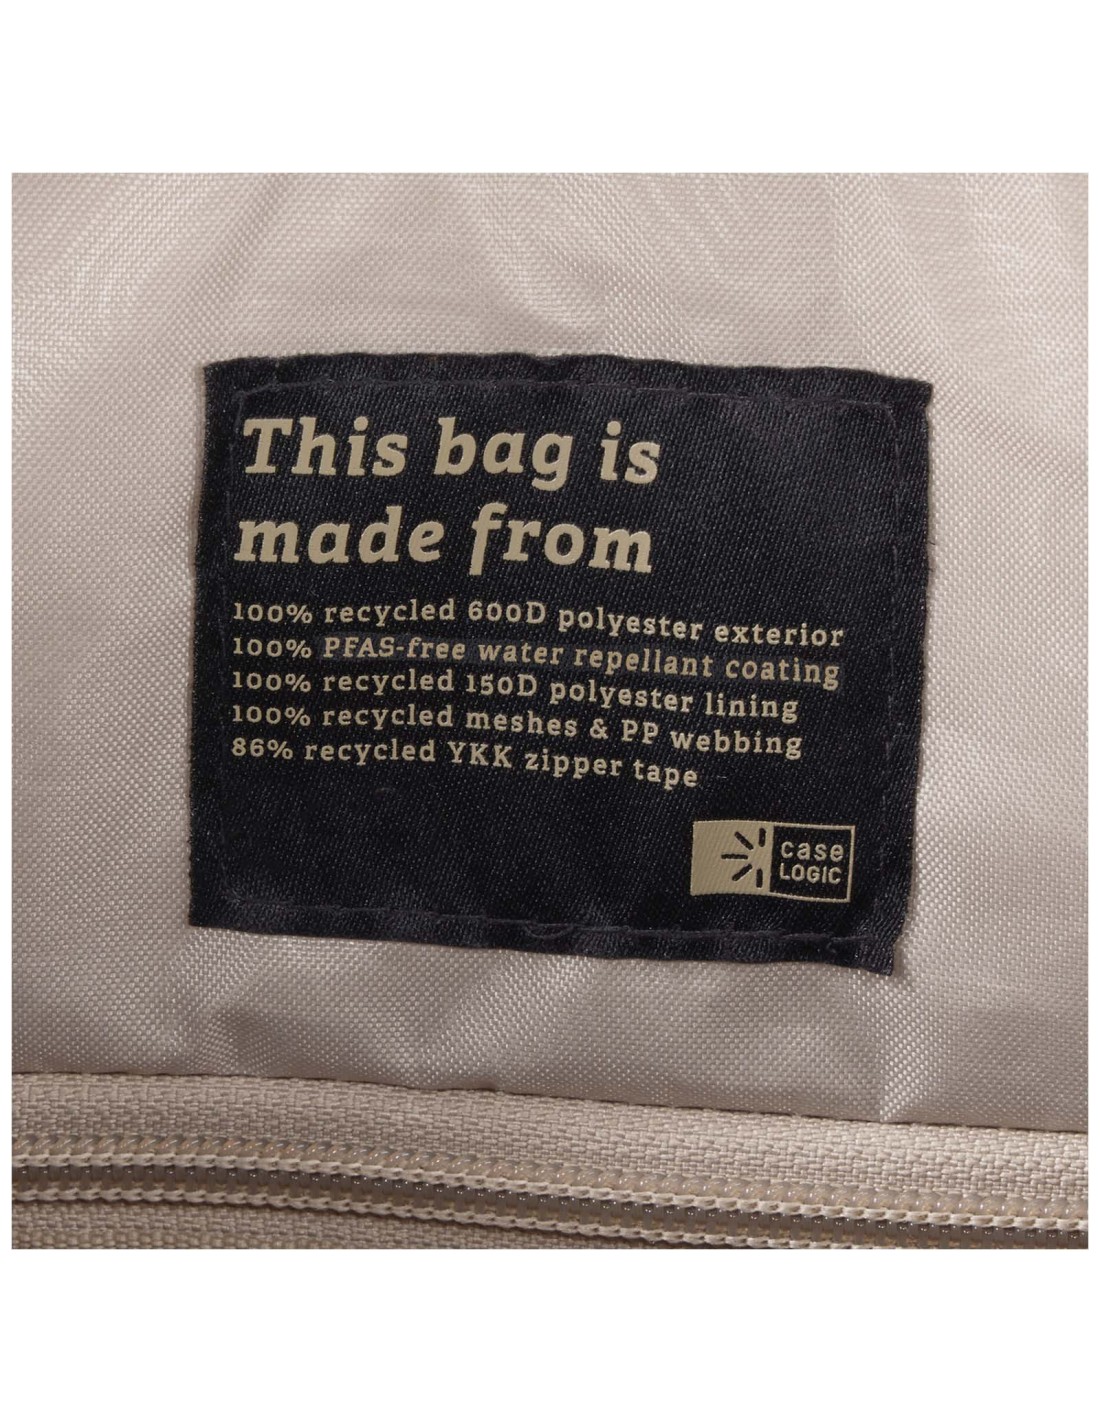 This bag is
made from
100% recycled 600D polyester exterior
100% PFAS-free water repellant coating
100% recycled 150D polyester lining
100% recycled meshes & PP webbing
86% recycled YKK zipper tape
case
LOGIC